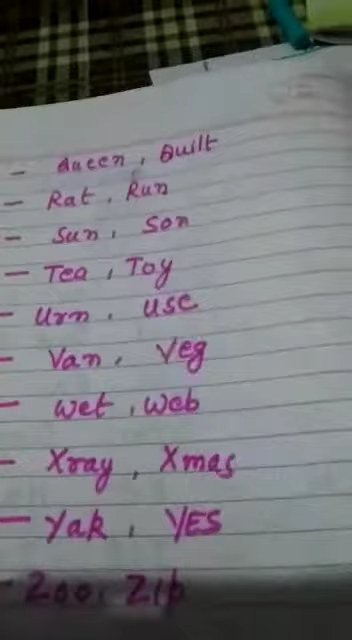 - Queen, Quilt
- Rat, Run
- Sun, Son
- Tea, Toy
- Urn, Use
- Van, Veg
- Wet, Web
- Xray, Xmas
- Yak, YES
- Zoo, Zip